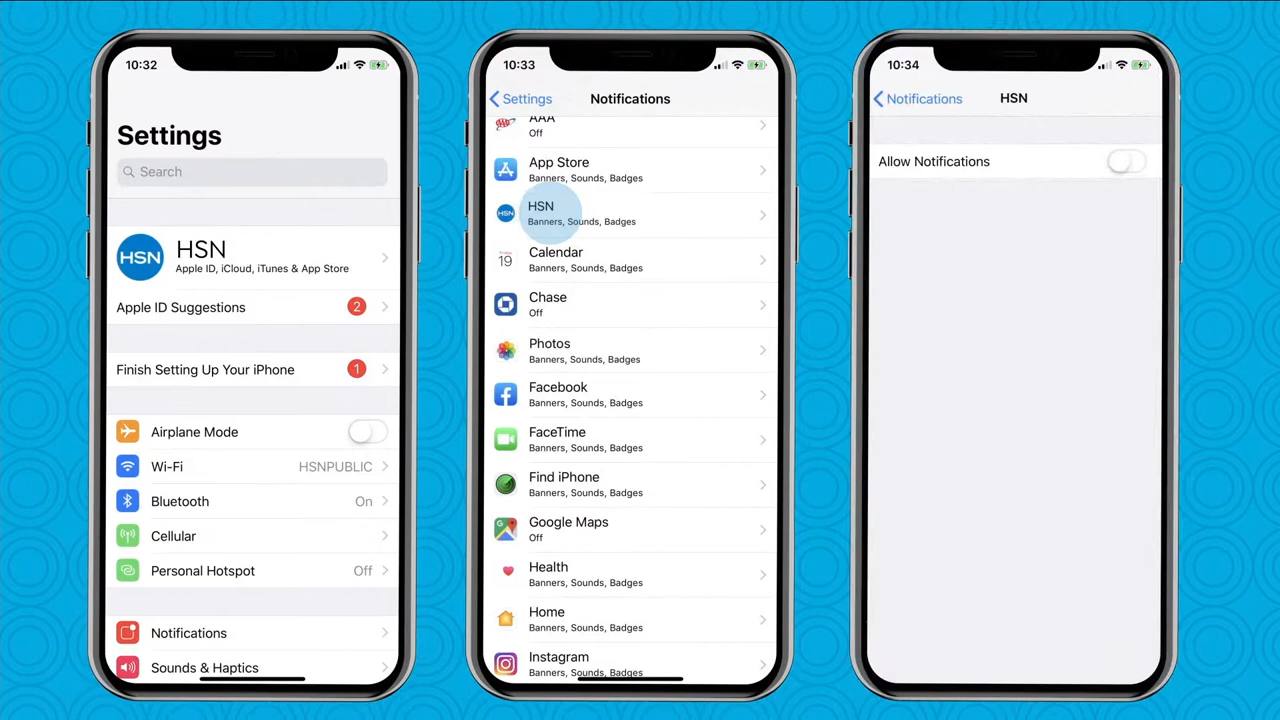 10:32
Settings
Search
HSN
HSN
Apple ID, iCloud, iTunes & App Store
Apple ID Suggestions 2
Finish Setting Up Your iPhone 1
Airplane Mode
Wi-Fi HSNPUBLIC
Bluetooth On
Cellular
Personal Hotspot Off
Notifications
Sounds & Haptics
10:33
Settings Notifications
AAA
Off
App Store
Banners, Sounds, Badges
HSN
HSN
Banners, Sounds, Badges
19
Calendar
Banners, Sounds, Badges
Chase
Off
Photos
Banners, Sounds, Badges
Facebook
Banners, Sounds, Badges
FaceTime
Banners, Sounds, Badges
Find iPhone
Banners, Sounds, Badges
Google Maps
Off
Health
Banners, Sounds, Badges
Home
Banners, Sounds, Badges
Instagram
Banners, Sounds, Badges
10:34
Notifications HSN
Allow Notifications